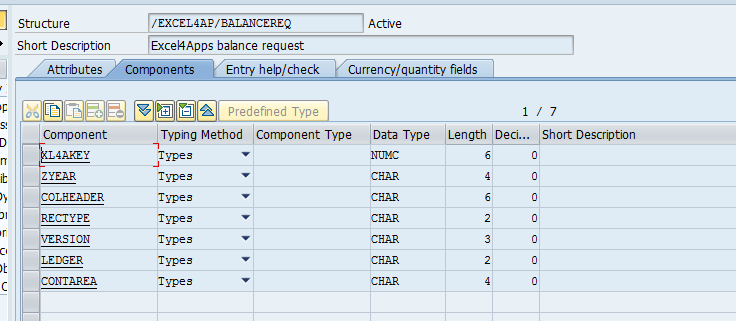 Structure /EXCEL4AP/BALANCEREQ Active
Short Description Excel4Apps balance request
Attributes Components Entry help/check Currency/quantity fields
Predefined Type 1 / 7
Component Typing Method Component Type Data Type Length Deci... Short Description
XL4AKEY Types NUMC 6 0
ZYEAR Types CHAR 4 0
COLHEADER Types CHAR 6 0
RECTYPE Types CHAR 2 0
VERSION Types CHAR 3 0
LEDGER Types CHAR 2 0
CONTAREA Types CHAR 4 0